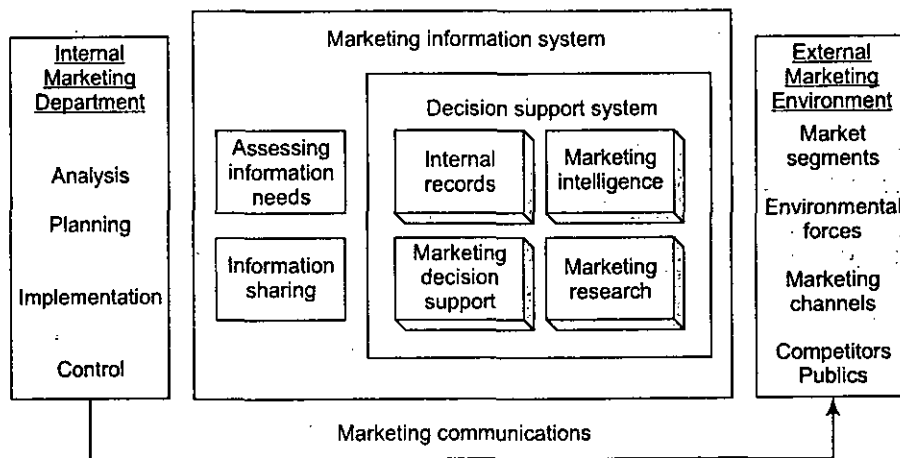 Internal
Marketing
Department
Analysis
Planning
Implementation
Control
Marketing information system
Assessing
information
needs
Information
sharing
Decision support system
Internal
records
Marketing
intelligence
Marketing
decision
support
Marketing
research
External
Marketing
Environment
Market
segments
Environmental
forces
Marketing
channels
Competitors
Publics
Marketing communications